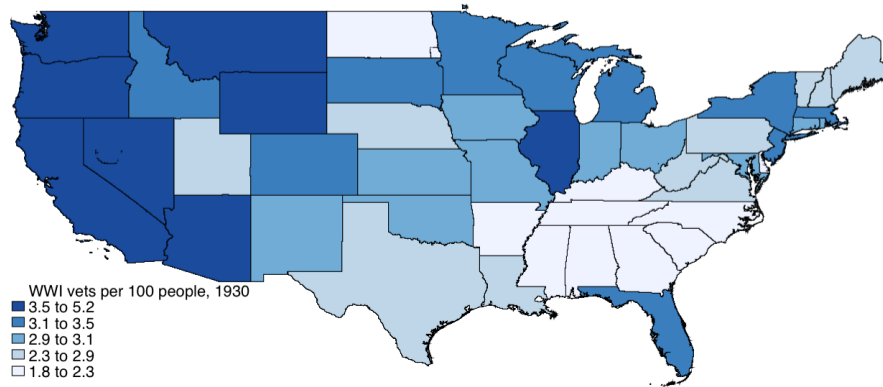 WWI vets per 100 people, 1930
3.5 to 5.2
3.1 to 3.5
2.9 to 3.1
2.3 to 2.9
1.8 to 2.3